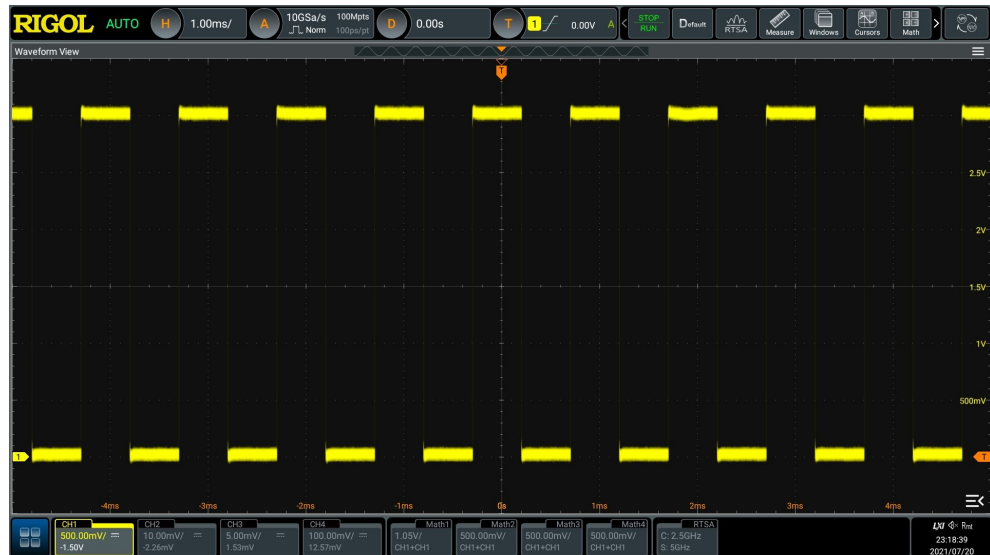 RIGOL AUTO H 1.00ms/ A 10GSa/s 100Mpts D 0.00s T 1 0.00V A < STOP Default RTSA Measure Windows Cursors Math >
Norm 100ps/pt RUN
Waveform View
T
2.5V
2V
1.5V
1V
500mV
1 T
-4ms -3ms -2ms -1ms 0s 1ms 2ms 3ms 4ms
CH1 CH2 CH3 CH4 Math1 Math2 Math3 Math4 RTSA LXI Rmt
500.00mV/ 10.00mV/ 5.00mV/ 100.00mV/ 1.05V/ 500.00mV/ 500.00mV/ 500.00mV/ C: 2.5GHz 23:18:39
-1.50V -2.26mV 1.53mV 12.57mV CH1+CH1 CH1+CH1 CH1+CH1 CH1+CH1 S: 5GHz 2021/07/20